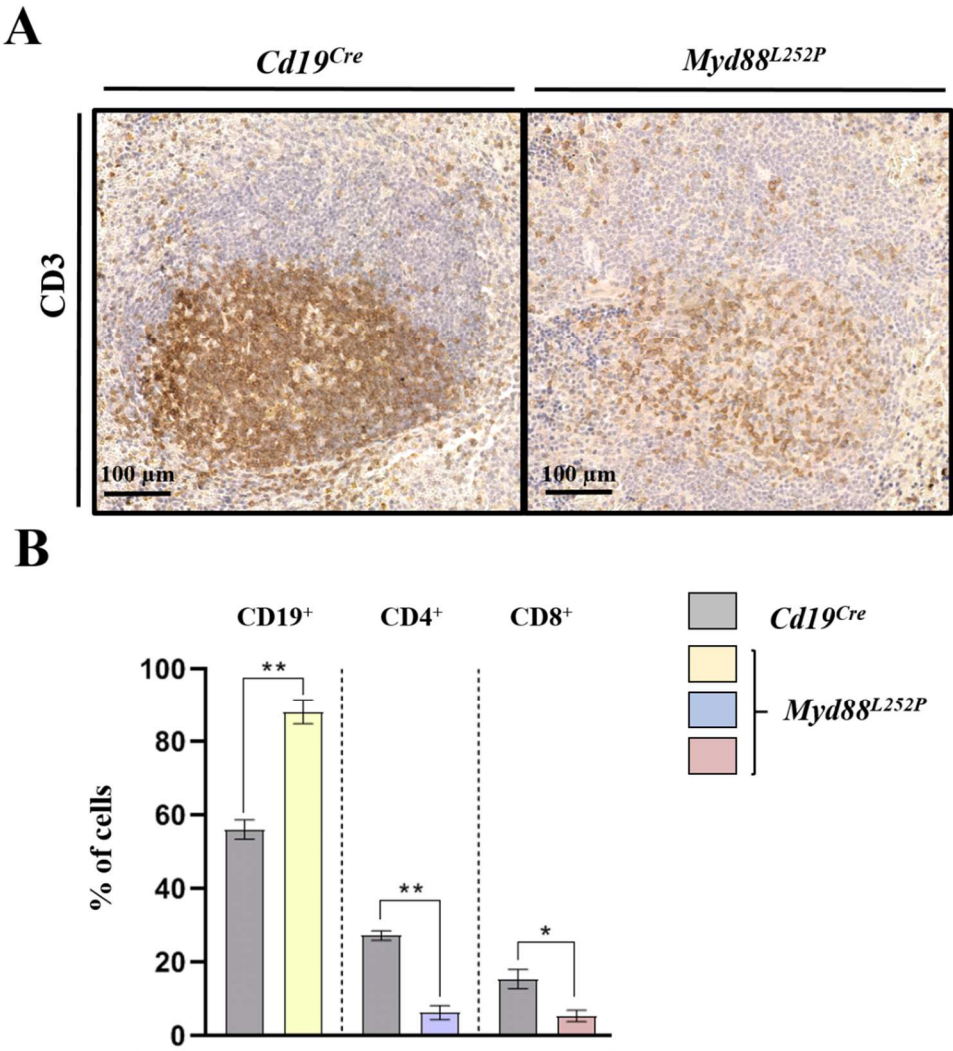 A
Cd19Cre Myd88L252P
CD3
100 µm 100 µm
B
CD19+ CD4+ CD8+
Cd19Cre
Myd88L252P
% of cells
100
80
60
40
20
0
** ** *